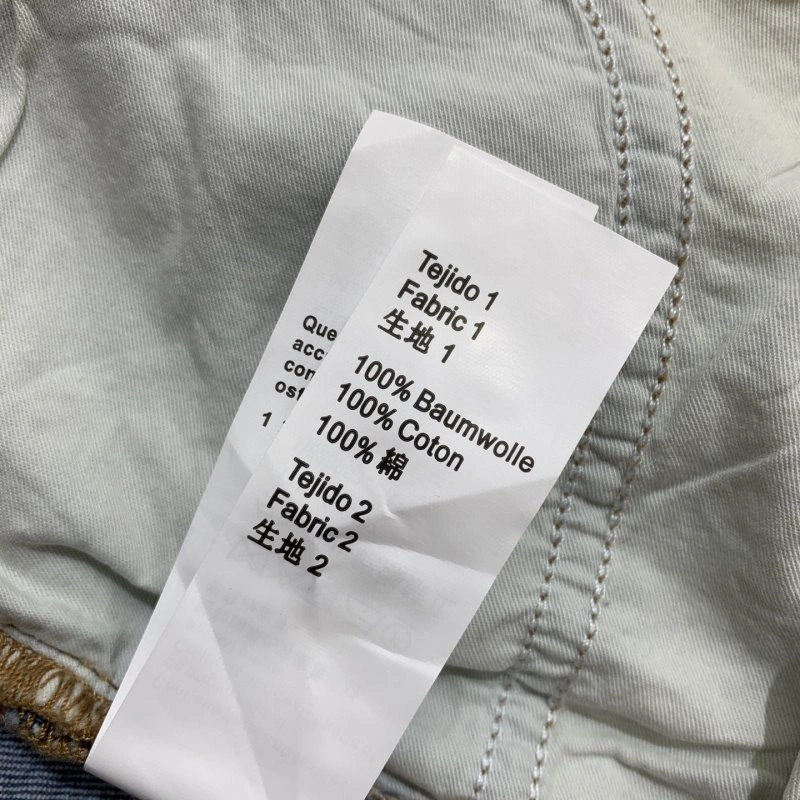 Tejido 1
Fabric 1
生地 1
100% Baumwolle
100% Coton
100% 綿
Tejido 2
Fabric 2
生地 2
1